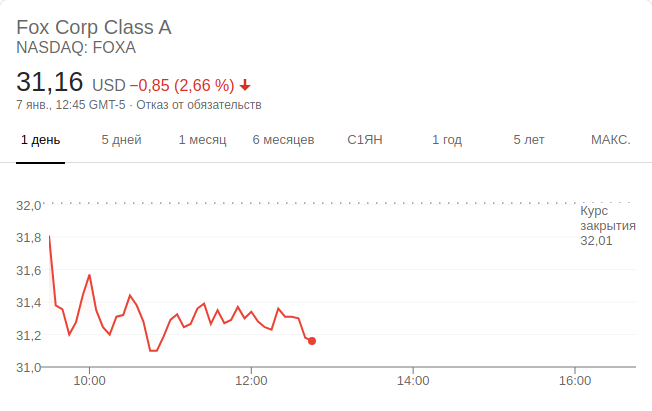 Fox Corp Class A
NASDAQ: FOXA
31,16 USD −0,85 (2,66 %)
7 янв., 12:45 GMT-5 · Отказ от обязательств
1 день 5 дней 1 месяц 6 месяцев С1ЯН 1 год 5 лет МАКС.
32,0
Курс
закрытия
31,8
32,01
31,6
31,4
31,2
31,0
10:00 12:00 14:00 16:00